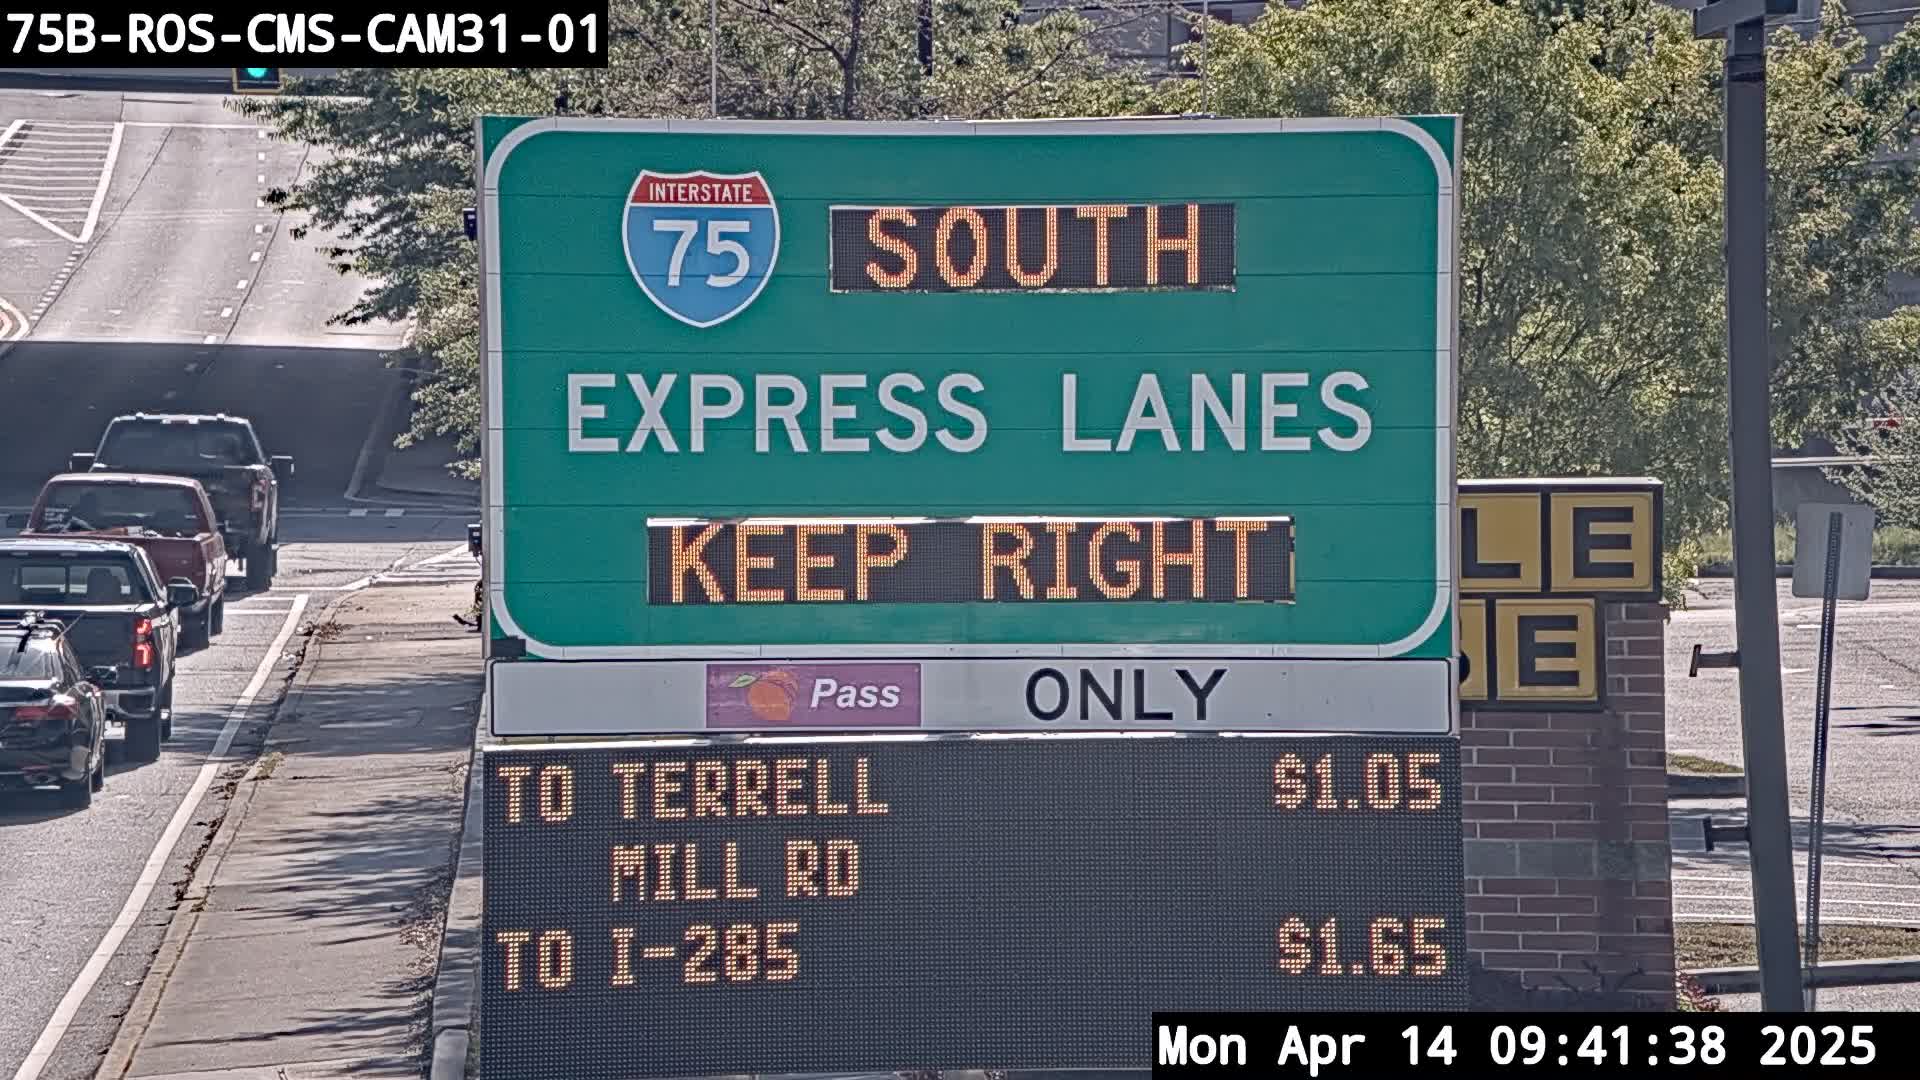 75B-ROS-CMS-CAM31-01
INTERSTATE
75
SOUTH
EXPRESS LANES
KEEP RIGHT
Pass ONLY
TO TERRELL $1.05
MILL RD
TO I-285 $1.65
LE
E
Mon Apr 14 09:41:38 2025